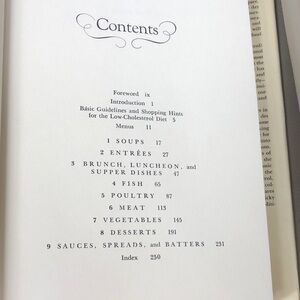 Contents
Foreword ix
Introduction 1
Basic Guidelines and Shopping Hints
for the Low-Cholesterol Diet 5
Menus 11
1 SOUPS 17
2 ENTRÉES 27
3 BRUNCH, LUNCHEON, and
SUPPER DISHES 47
4 FISH 65
5 POULTRY 87
6 MEAT 113
7 VEGETABLES 145
8 DESSERTS 191
9 SAUCES, SPREADS, and BATTERS 231
Index 250